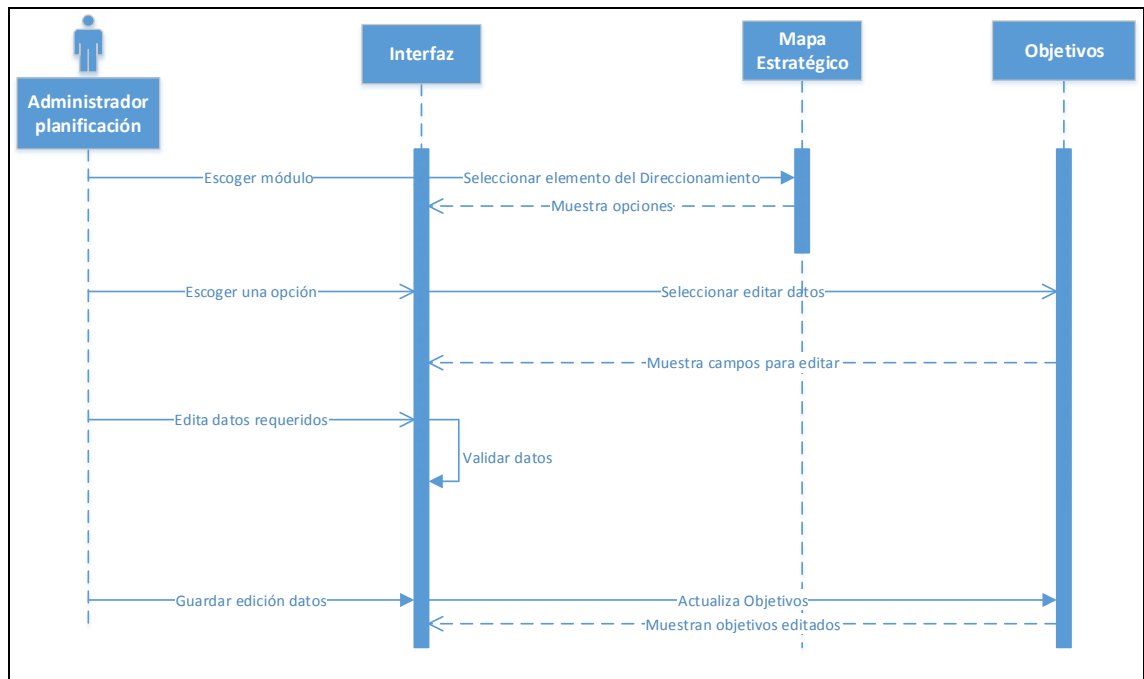 Administrador
planificación
Interfaz
Mapa
Estratégico
Objetivos
Escoger módulo
Seleccionar elemento del Direccionamiento
Muestra opciones
Escoger una opción
Seleccionar editar datos
Muestra campos para editar
Edita datos requeridos
Validar datos
Guardar edición datos
Actualiza Objetivos
Muestran objetivos editados